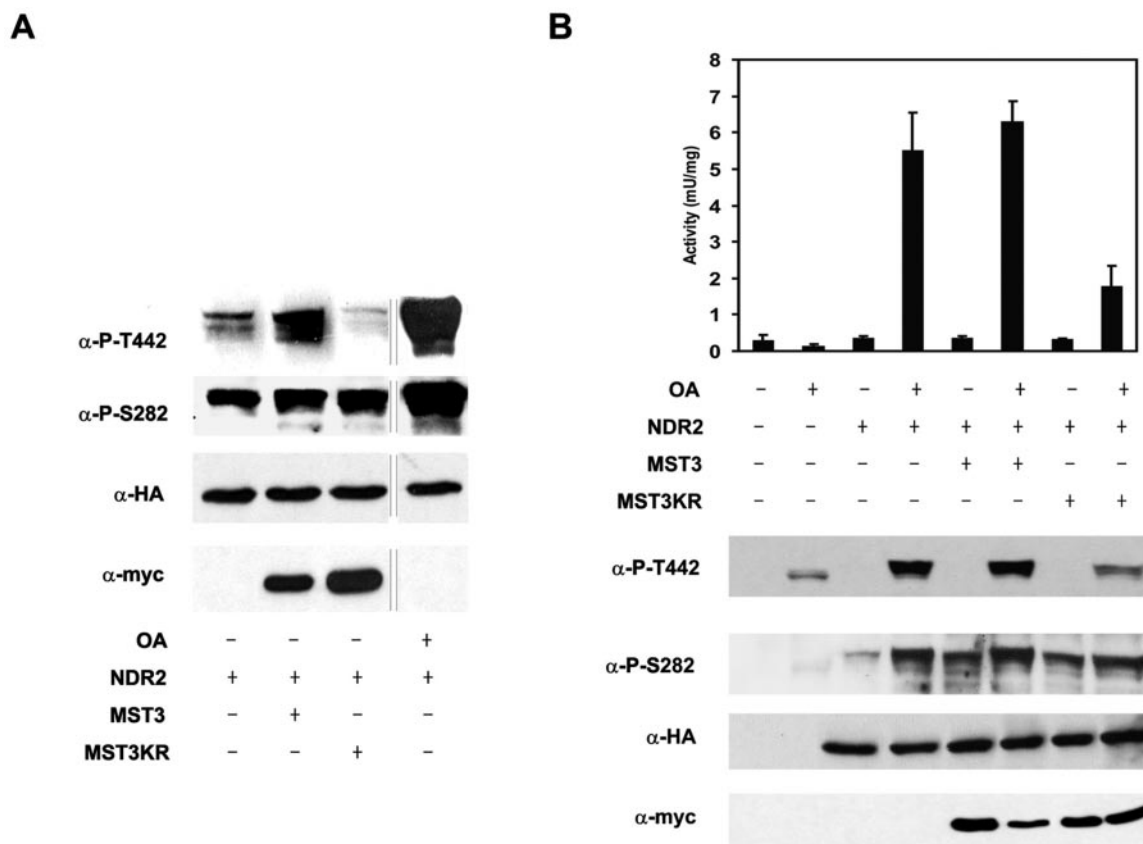 A
α-P-T442
α-P-S282
α-HA
α-myc
OA – – – +
NDR2 + + + +
MST3 – + – –
MST3KR – – + –
B
Activity (mU/mg)
8
7
6
5
4
3
2
1
0
OA – + – + – + – +
NDR2 – – + + + + + +
MST3 – – – – + + – –
MST3KR – – – – – – + +
α-P-T442
α-P-S282
α-HA
α-myc